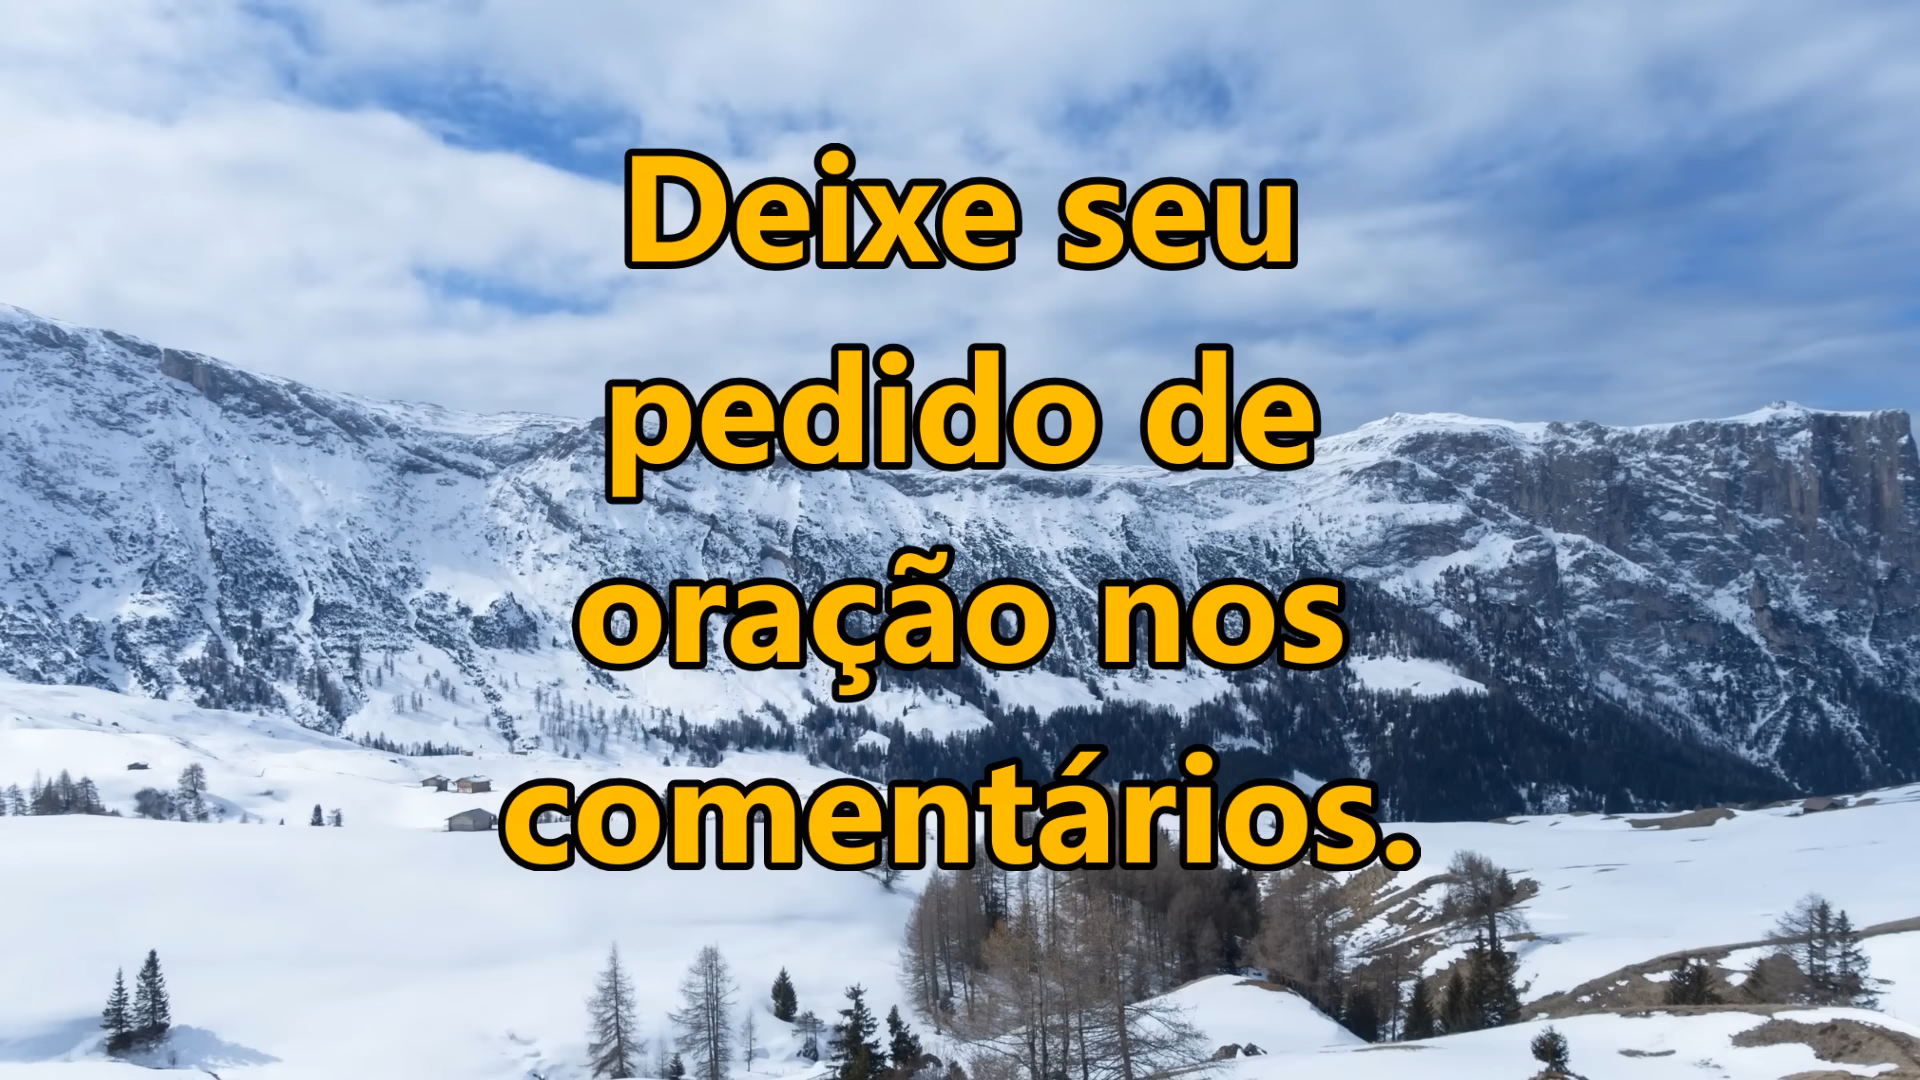 Deixe seu
pedido de
oração nos
comentários.